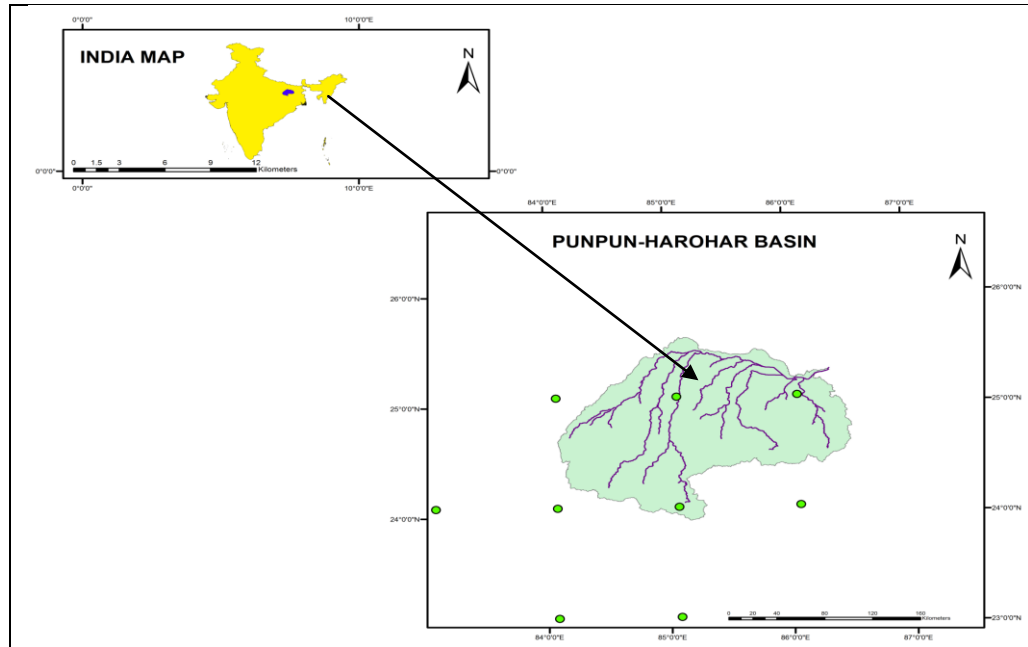 0°0'0" 10°0'0"E
INDIA MAP
N
0 1.5 3 6 9 12
Kilometers
0°0'0" 0°0'0"
0°0'0" 10°0'0"E
84°0'0"E 85°0'0"E 86°0'0"E 87°0'0"E
PUNPUN-HAROHAR BASIN
N
26°0'0"N 26°0'0"N
25°0'0"N 25°0'0"N
24°0'0"N 24°0'0"N
0 20 40 80 120 160
Kilometers
23°0'0"N
84°0'0"E 85°0'0"E 86°0'0"E 87°0'0"E